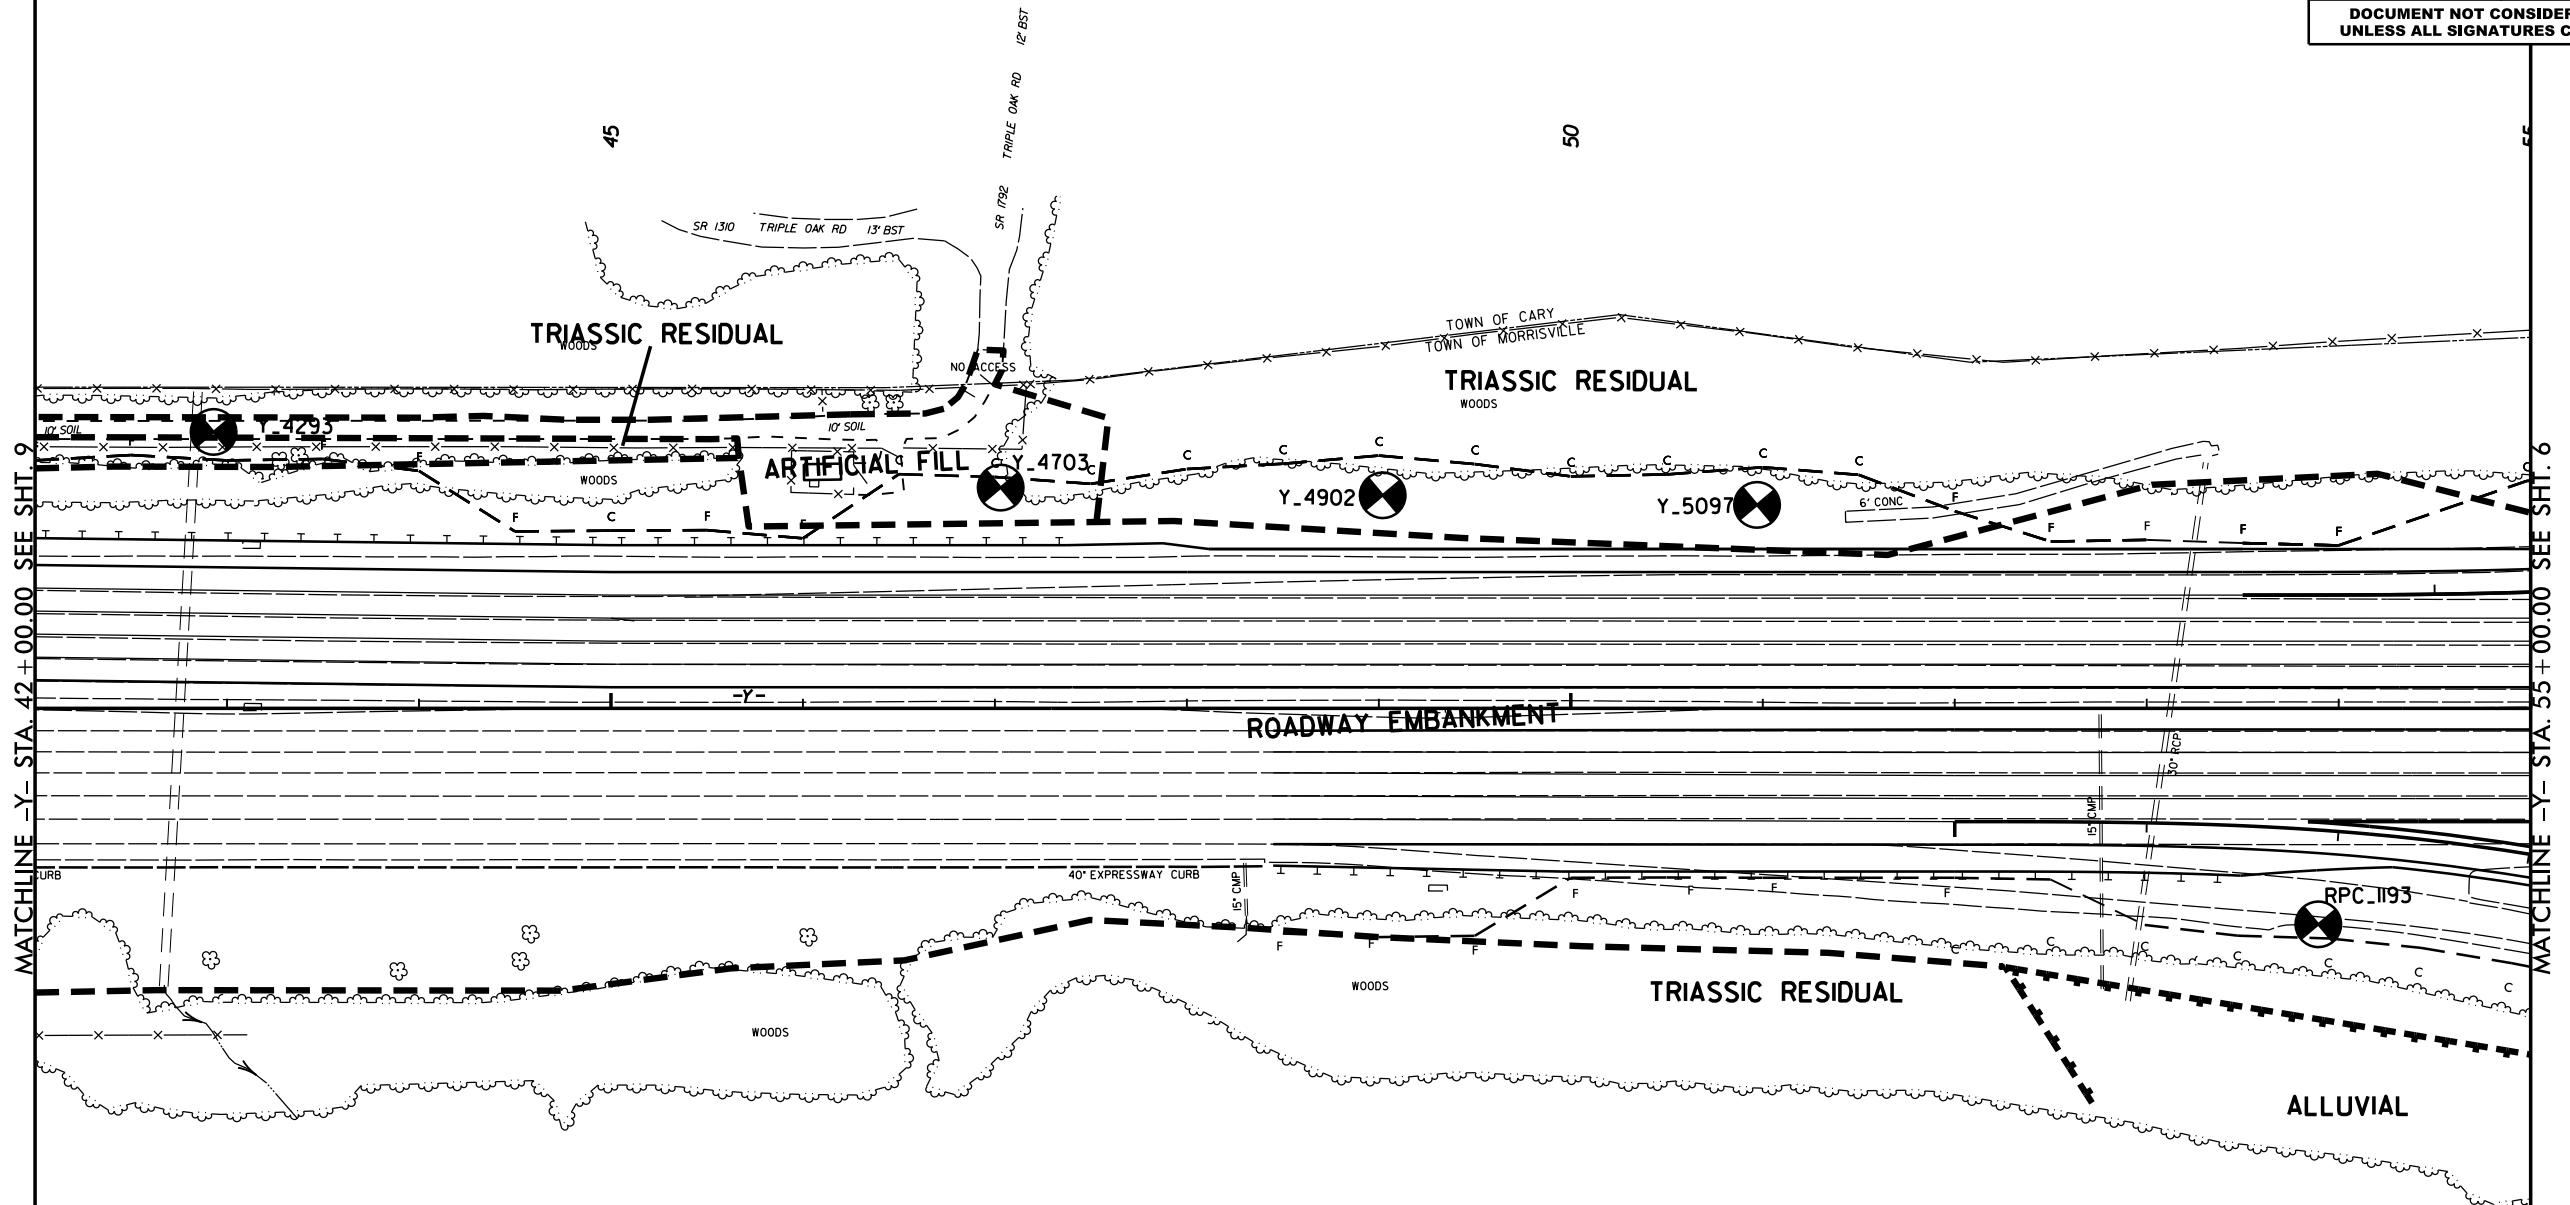 DOCUMENT NOT CONSIDER
UNLESS ALL SIGNATURES C
12' BST
SR 1792 TRIPLE OAK RD
45
50
SR 1310 TRIPLE OAK RD 13' BST
TOWN OF CARY
TOWN OF MORRISVILLE
TRIASSIC RESIDUAL
WOODS
NO ACCESS
TRIASSIC RESIDUAL
WOODS
10' SOIL
Y_4293
10' SOIL
ARTIFICIAL FILL
Y_4703
WOODS
Y_4902
Y_5097
6' CONC
F F F F C F F C C C C C C C C C C F F F F F C
MATCHLINE -Y- STA. 42+00.00 SEE SHT. 9
MATCHLINE -Y- STA. 55+00.00 SEE SHT. 6
-Y-
ROADWAY EMBANKMENT
30" RCP
15" CMP
CURB
40" EXPRESSWAY CURB
15" CMP
RPC_1193
F F F F F F F C C C C C C C
WOODS
TRIASSIC RESIDUAL
WOODS
ALLUVIAL